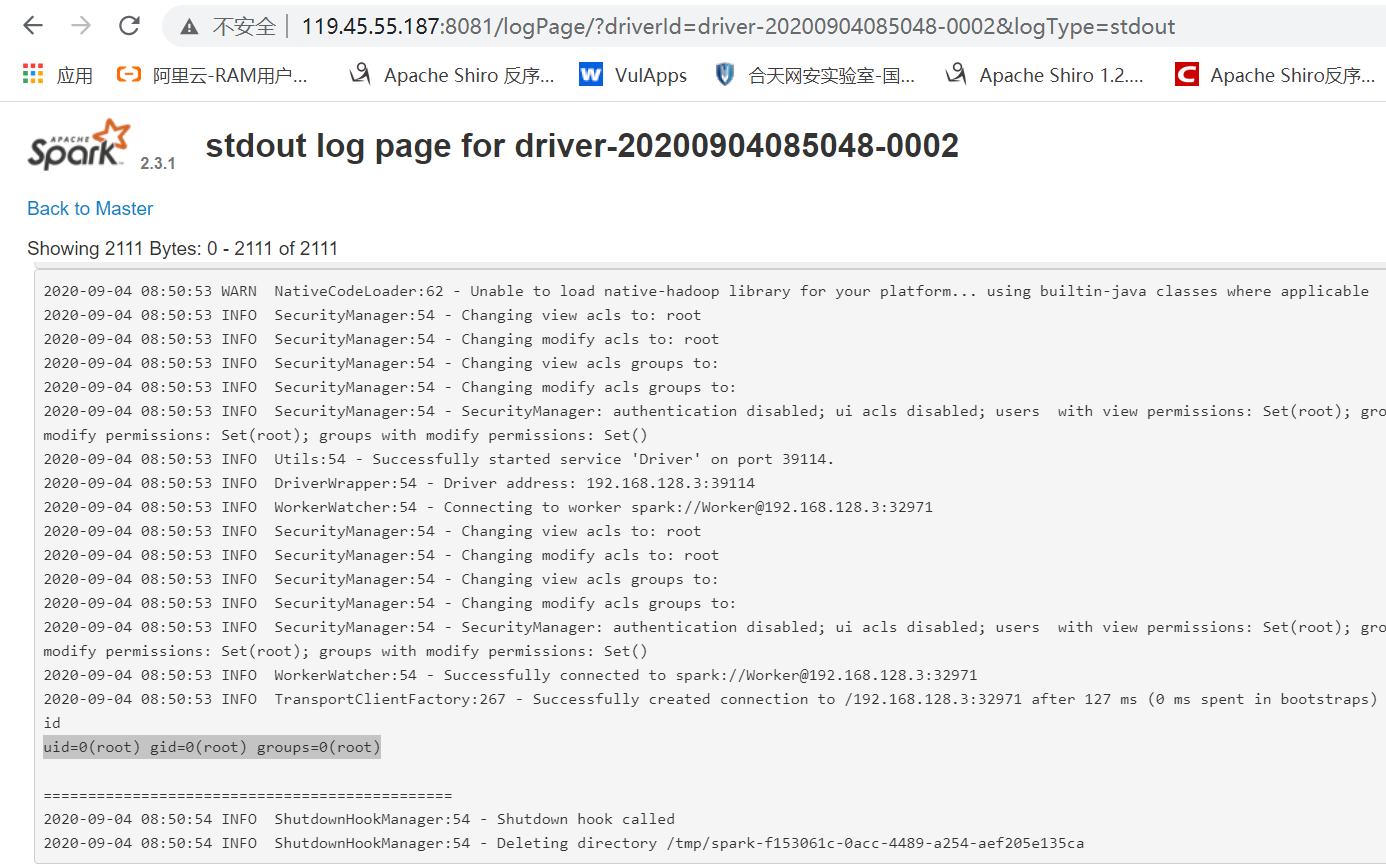 不安全 | 119.45.55.187:8081/logPage/?driverId=driver-20200904085048-0002&logType=stdout
应用 阿里云-RAM用户... Apache Shiro 反序... VulApps 合天网安实验室-国... Apache Shiro 1.2.... Apache Shiro反序...
APACHE Spark 2.3.1 stdout log page for driver-20200904085048-0002
Back to Master
Showing 2111 Bytes: 0 - 2111 of 2111
2020-09-04 08:50:53 WARN  NativeCodeLoader:62 - Unable to load native-hadoop library for your platform... using builtin-java classes where applicable
2020-09-04 08:50:53 INFO  SecurityManager:54 - Changing view acls to: root
2020-09-04 08:50:53 INFO  SecurityManager:54 - Changing modify acls to: root
2020-09-04 08:50:53 INFO  SecurityManager:54 - Changing view acls groups to:
2020-09-04 08:50:53 INFO  SecurityManager:54 - Changing modify acls groups to:
2020-09-04 08:50:53 INFO  SecurityManager:54 - SecurityManager: authentication disabled; ui acls disabled; users  with view permissions: Set(root); gro
modify permissions: Set(root); groups with modify permissions: Set()
2020-09-04 08:50:53 INFO  Utils:54 - Successfully started service 'Driver' on port 39114.
2020-09-04 08:50:53 INFO  DriverWrapper:54 - Driver address: 192.168.128.3:39114
2020-09-04 08:50:53 INFO  WorkerWatcher:54 - Connecting to worker spark://Worker@192.168.128.3:32971
2020-09-04 08:50:53 INFO  SecurityManager:54 - Changing view acls to: root
2020-09-04 08:50:53 INFO  SecurityManager:54 - Changing modify acls to: root
2020-09-04 08:50:53 INFO  SecurityManager:54 - Changing view acls groups to:
2020-09-04 08:50:53 INFO  SecurityManager:54 - Changing modify acls groups to:
2020-09-04 08:50:53 INFO  SecurityManager:54 - SecurityManager: authentication disabled; ui acls disabled; users  with view permissions: Set(root); gro
modify permissions: Set(root); groups with modify permissions: Set()
2020-09-04 08:50:53 INFO  WorkerWatcher:54 - Successfully connected to spark://Worker@192.168.128.3:32971
2020-09-04 08:50:53 INFO  TransportClientFactory:267 - Successfully created connection to /192.168.128.3:32971 after 127 ms (0 ms spent in bootstraps)
id
uid=0(root) gid=0(root) groups=0(root)
==============================================
2020-09-04 08:50:54 INFO  ShutdownHookManager:54 - Shutdown hook called
2020-09-04 08:50:54 INFO  ShutdownHookManager:54 - Deleting directory /tmp/spark-f153061c-0acc-4489-a254-aef205e135ca